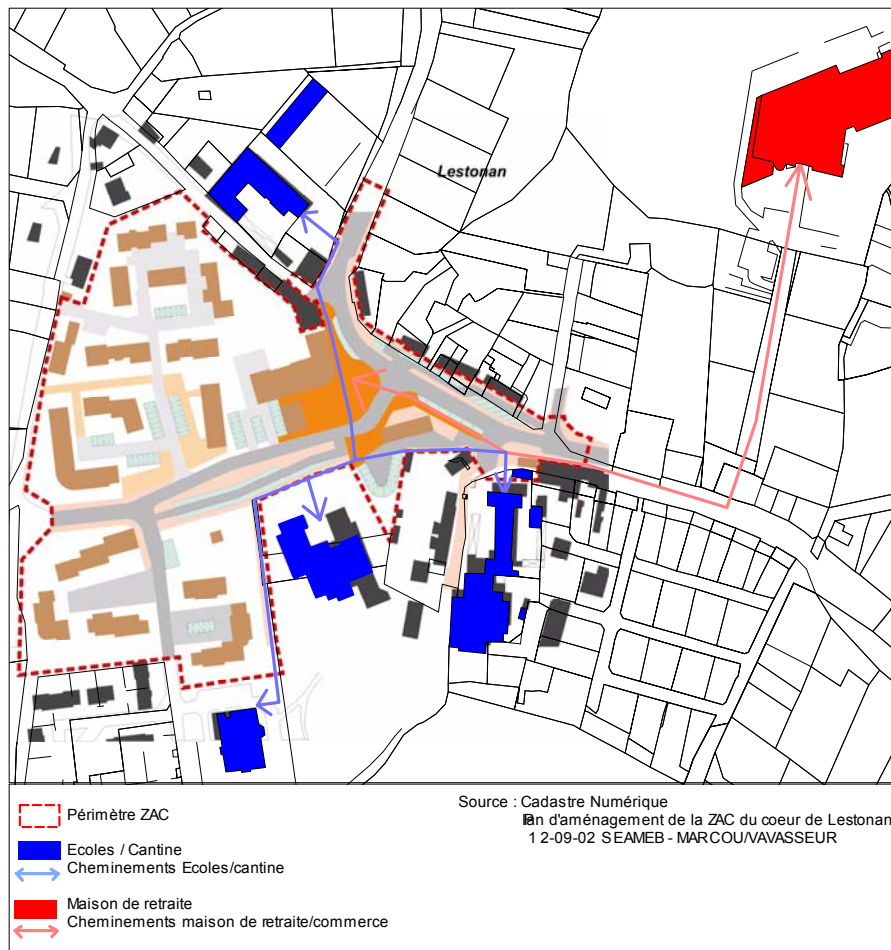 Lestonan
Périmètre ZAC
Ecoles / Cantine
Cheminements Ecoles/cantine
Maison de retraite
Cheminements maison de retraite/commerce
Source : Cadastre Numérique
Plan d'aménagement de la ZAC du coeur de Lestonan
12-09-02 SEAMEB - MARCOU/VAVASSEUR